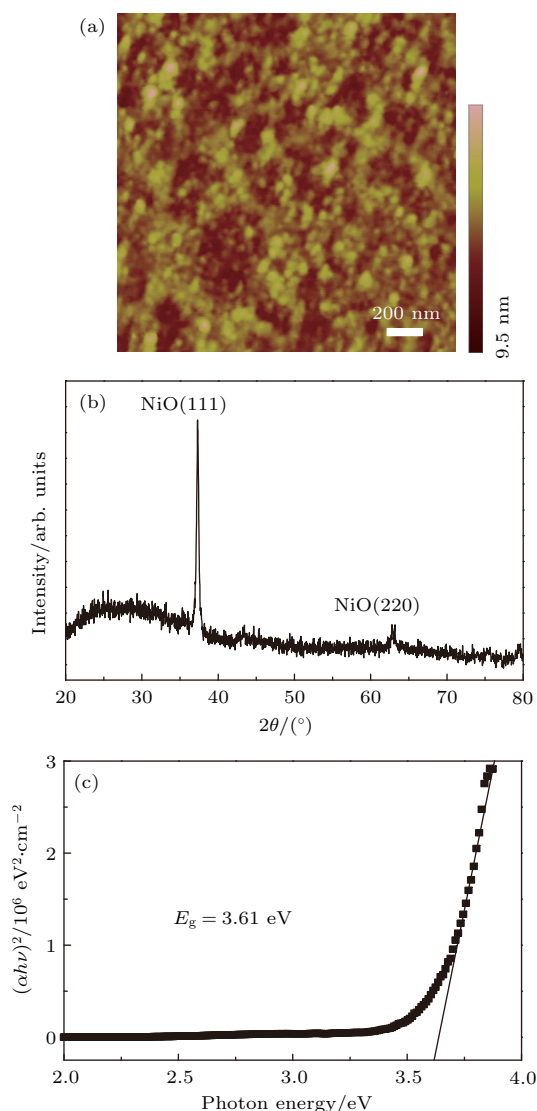 (a)
200 nm
9.5 nm
(b)
NiO(111)
NiO(220)
Intensity/arb. units
20 30 40 50 60 70 80
2θ/(°)
(c)
3
2
1
0
Eg = 3.61 eV
(αhν)²/10⁶ eV²·cm⁻²
2.0 2.5 3.0 3.5 4.0
Photon energy/eV